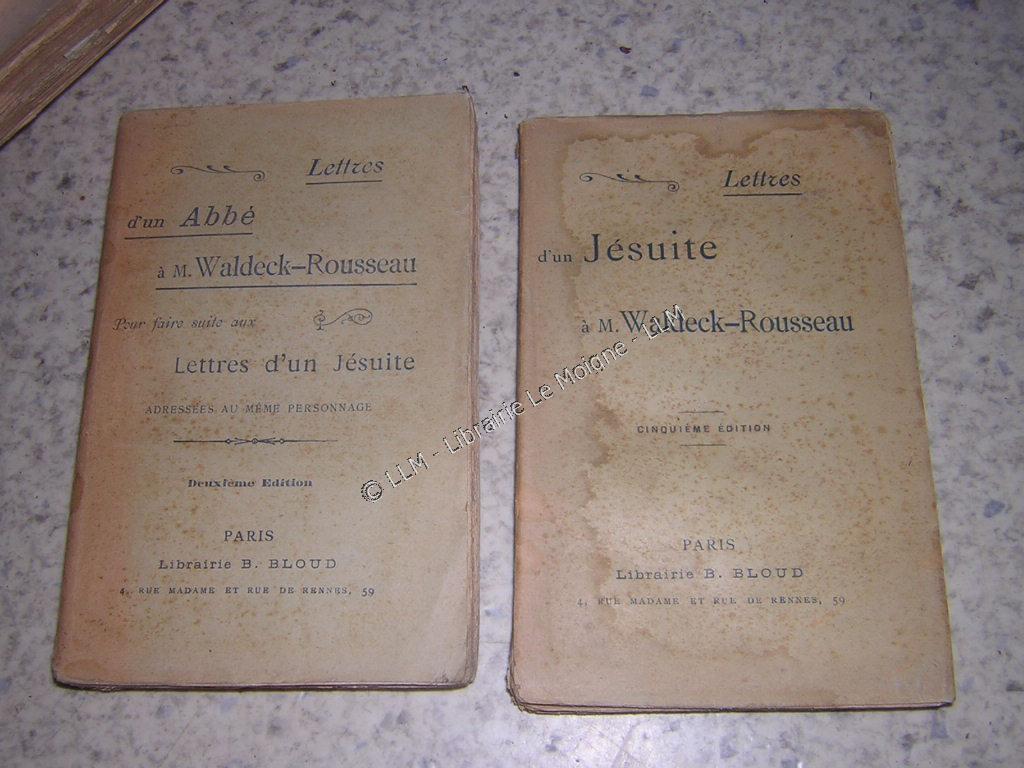 Lettres
d'un Abbé
à M. Waldeck-Rousseau
Pour faire suite aux
Lettres d'un Jésuite
ADRESSÉES AU MÊME PERSONNAGE
Deuxième Edition
PARIS
Librairie B. BLOUD
4, RUE MADAME ET RUE DE RENNES, 59
Lettres
d'un Jésuite
à M. Waldeck-Rousseau
CINQUIÈME ÉDITION
PARIS
Librairie B. BLOUD
4, RUE MADAME ET RUE DE RENNES, 59
© LLM - Librairie Le Moigne - LLM